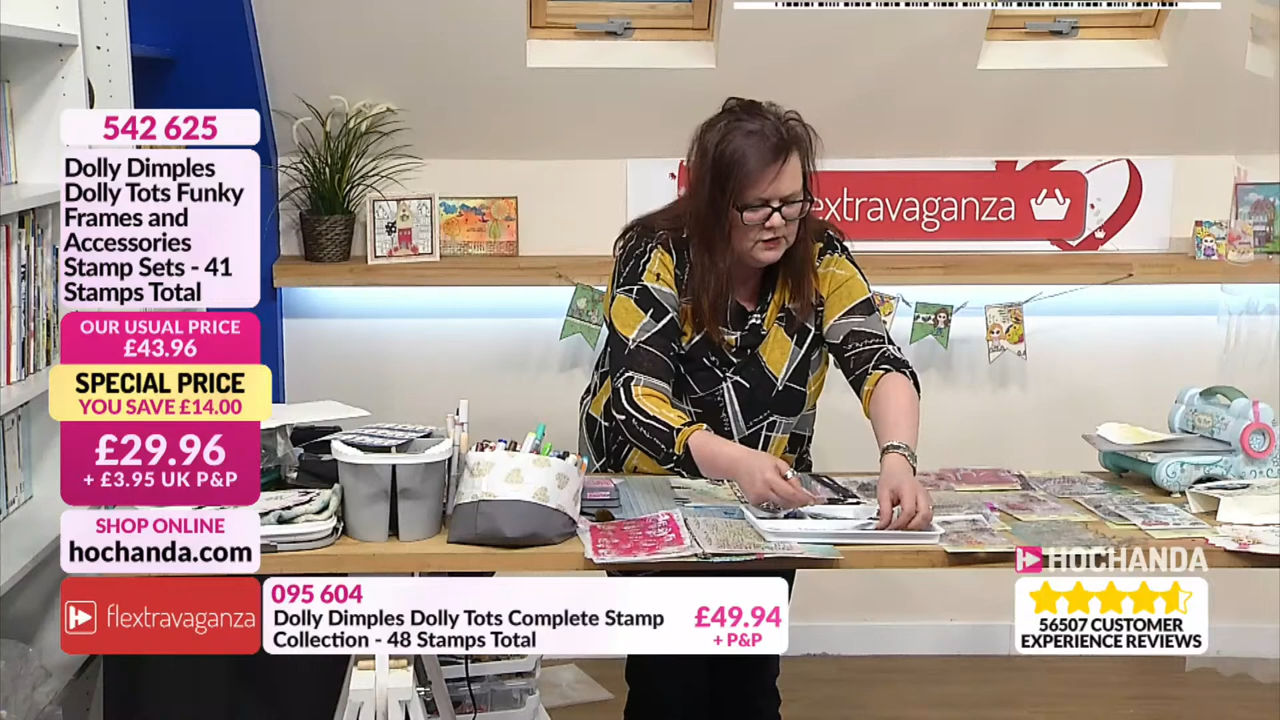 542 625
Dolly Dimples
Dolly Tots Funky
Frames and
Accessories
Stamp Sets - 41
Stamps Total
OUR USUAL PRICE
£43.96
SPECIAL PRICE
YOU SAVE £14.00
£29.96
+ £3.95 UK P&P
SHOP ONLINE
hochanda.com
flextravaganza
095 604
Dolly Dimples Dolly Tots Complete Stamp
Collection - 48 Stamps Total
£49.94
+ P&P
flextravaganza
HOCHANDA
56507 CUSTOMER
EXPERIENCE REVIEWS